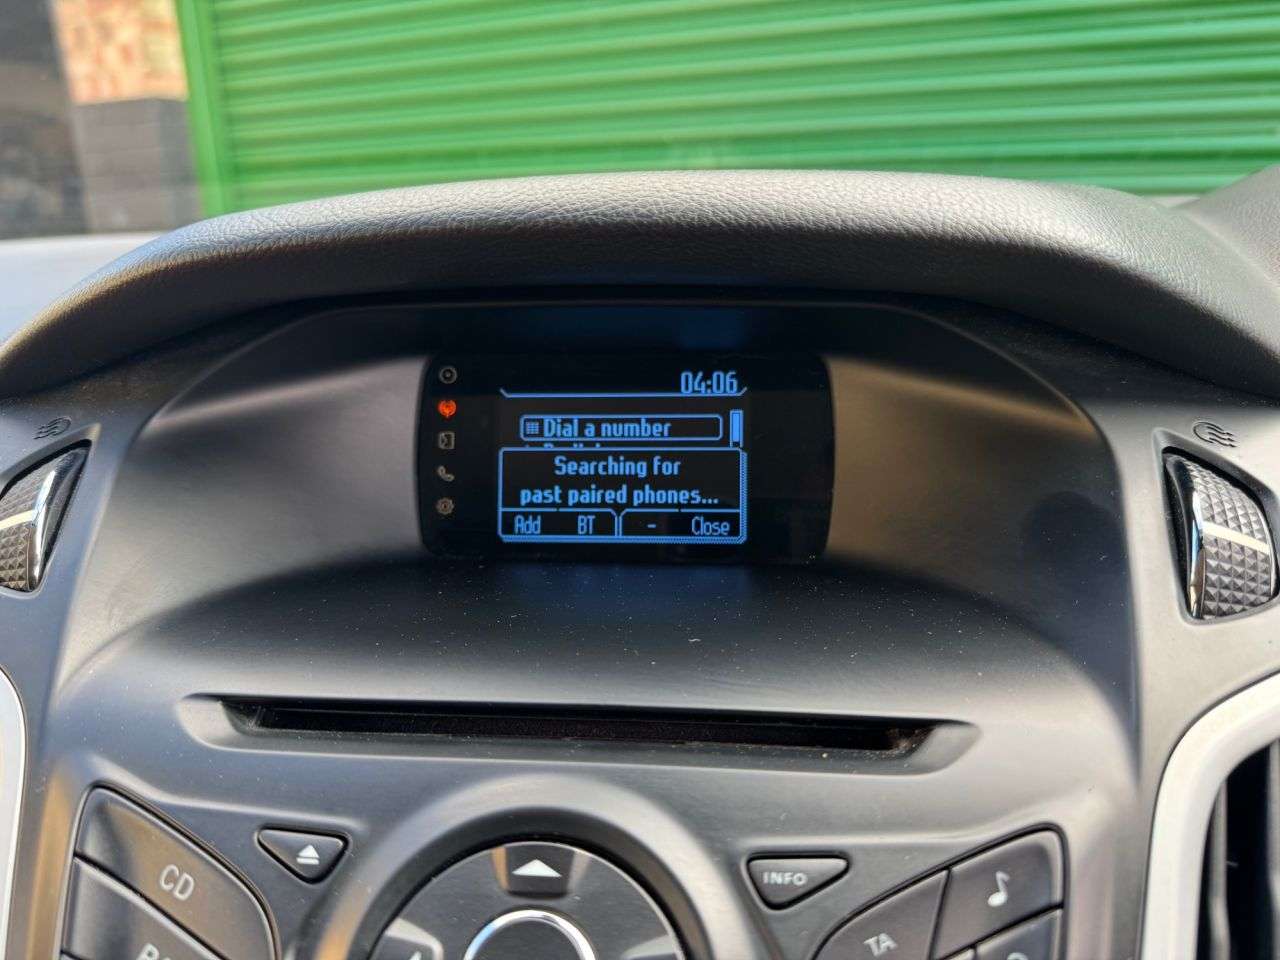 04:06
Dial a number
Searching for
past paired phones...
Add BT - Close
CD
INFO
TA